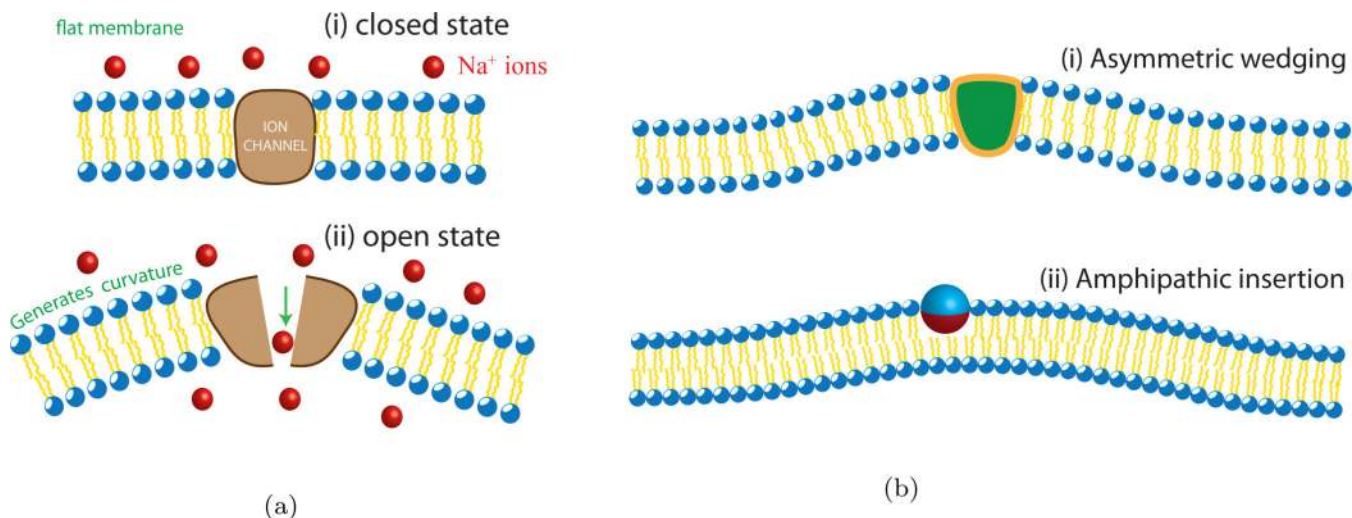 flat membrane
(i) closed state
Na⁺ ions
ION
CHANNEL
(ii) open state
Generates curvature
(a)
(i) Asymmetric wedging
(ii) Amphipathic insertion
(b)